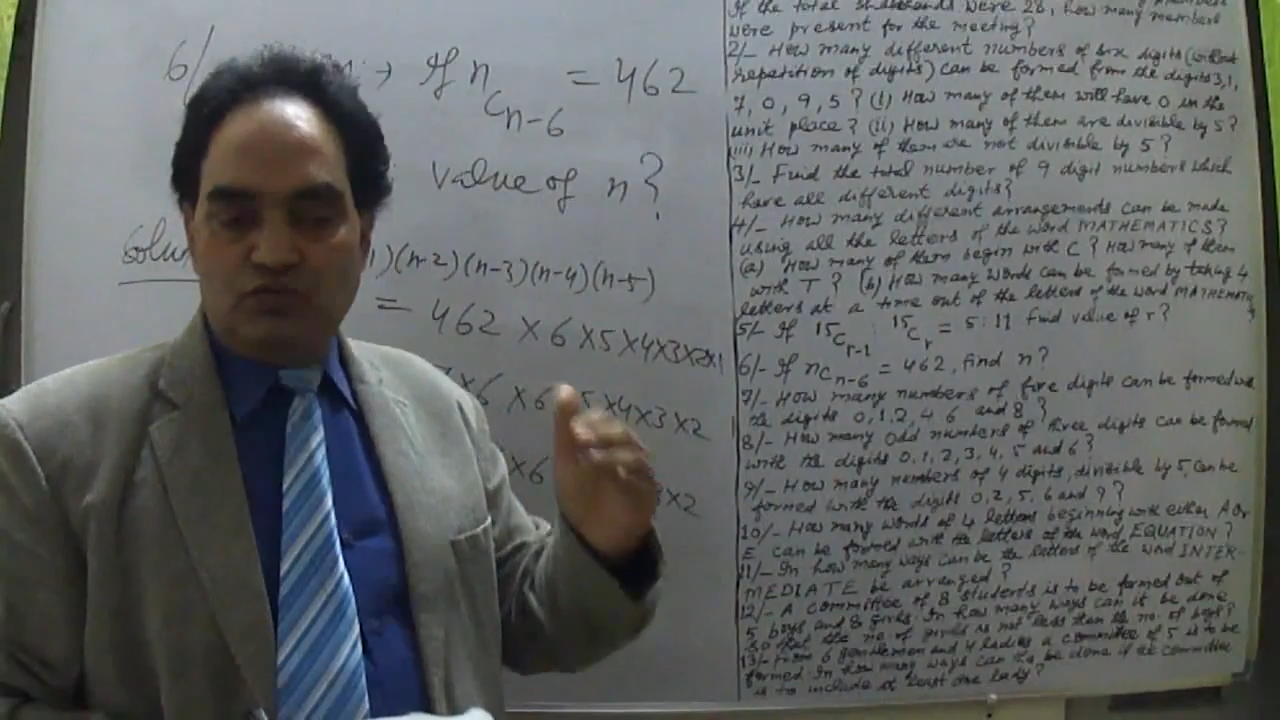 6/ If nCn-6 = 462
value of n?
Solu
1)(n-2)(n-3)(n-4)(n-5)
= 462 × 6 × 5 × 4 × 3 × 2 × 1
× 6 × 6 5 × 4 × 3 × 2
× 6 3 × 2
If the total were 28, how many members
were present for the meeting?
2/- How many different numbers of six digits (without
repetition of digits) can be formed from the digits 3, 1,
7, 0, 9, 5? (i) How many of them will have 0 in the
unit place? (ii) How many of them are divisible by 5?
(iii) How many of them are not divisible by 5?
3/- Find the total number of 9 digit numbers which
have all different digits?
4/- How many different arrangements can be made
using all the letters of the word MATHEMATICS?
(a) How many of them begin with C? How many of them
with T? (b) How many words can be formed by taking 4
letters at a time out of the letters of the word MATHEMATIC
5/- If 15Cr-1 : 15Cr = 5:11 Find value of r?
6/- If nCn-6 = 462, find n?
7/- How many numbers of five digits can be formed with
the digits 0, 1, 2, 4 6 and 8?
8/- How many odd numbers of three digits can be formed
with the digits 0, 1, 2, 3, 4, 5 and 6?
9/- How many numbers of 4 digits, divisible by 5, can be
formed with the digits 0, 2, 5, 6 and 9?
10/- How many words of 4 letters beginning with either A or
E can be formed with the letters of the word EQUATION?
11/- In how many ways can the letters of the word INTER-
MEDIATE be arranged?
12/- A committee of 8 students is to be formed out of
5 boys and 8 girls. In how many ways can it be done
so that the no. of girls is not less than the no. of boys?
13/- From 6 gentlemen and 4 ladies a committee of 5 is to be
formed. In how many ways can be done if the committee
is to include at least one lady?